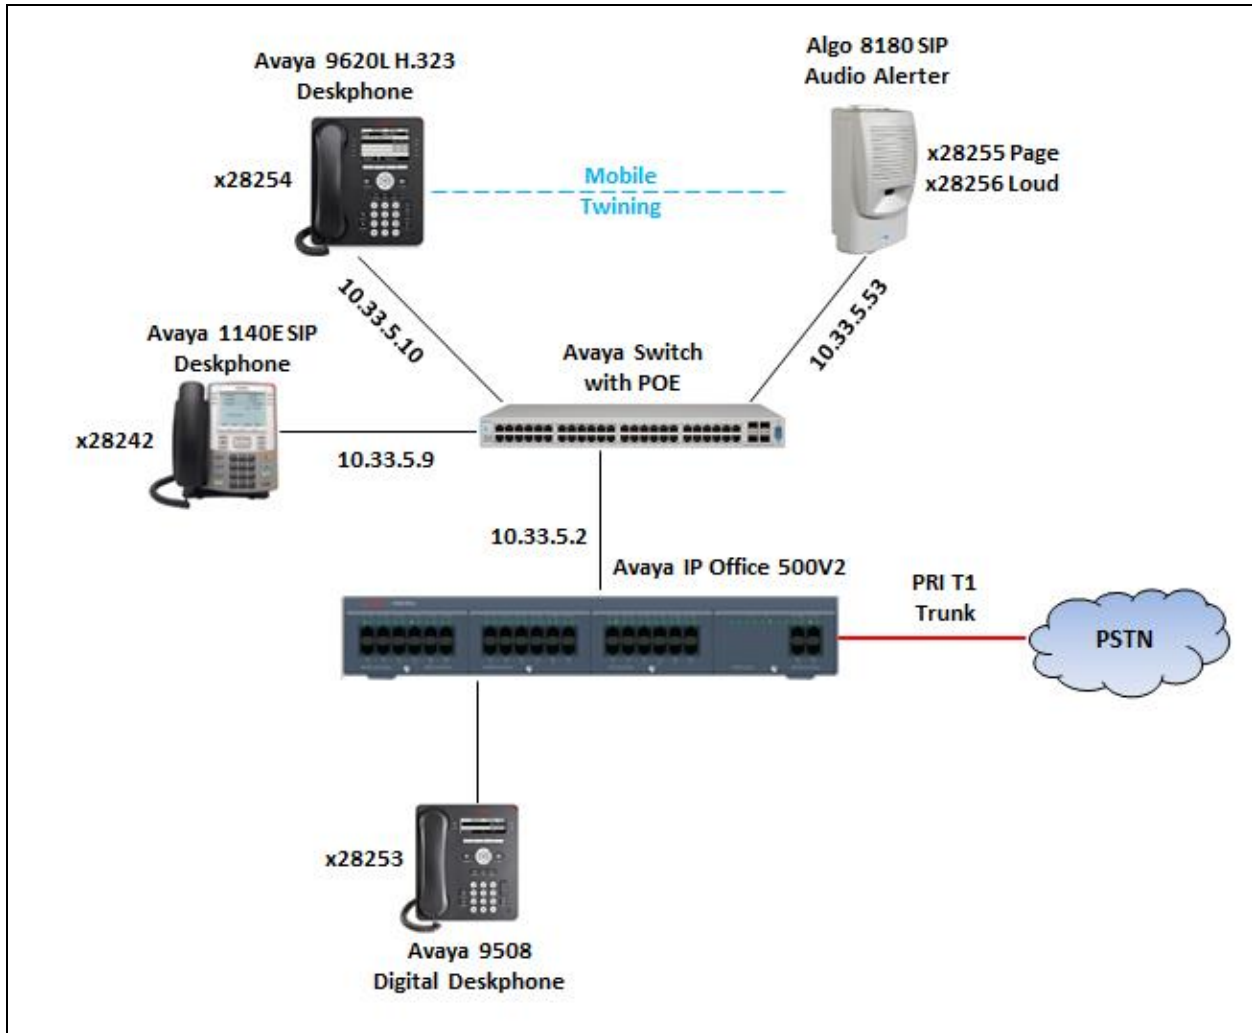 Avaya 9620L H.323
Deskphone
Algo 8180 SIP
Audio Alerter
x28254
x28255 Page
x28256 Loud
Mobile
Twining
10.33.5.10
10.33.5.53
Avaya 1140E SIP
Deskphone
Avaya Switch
with POE
x28242
10.33.5.9
10.33.5.2
Avaya IP Office 500V2
PRI T1
Trunk
PSTN
x28253
Avaya 9508
Digital Deskphone